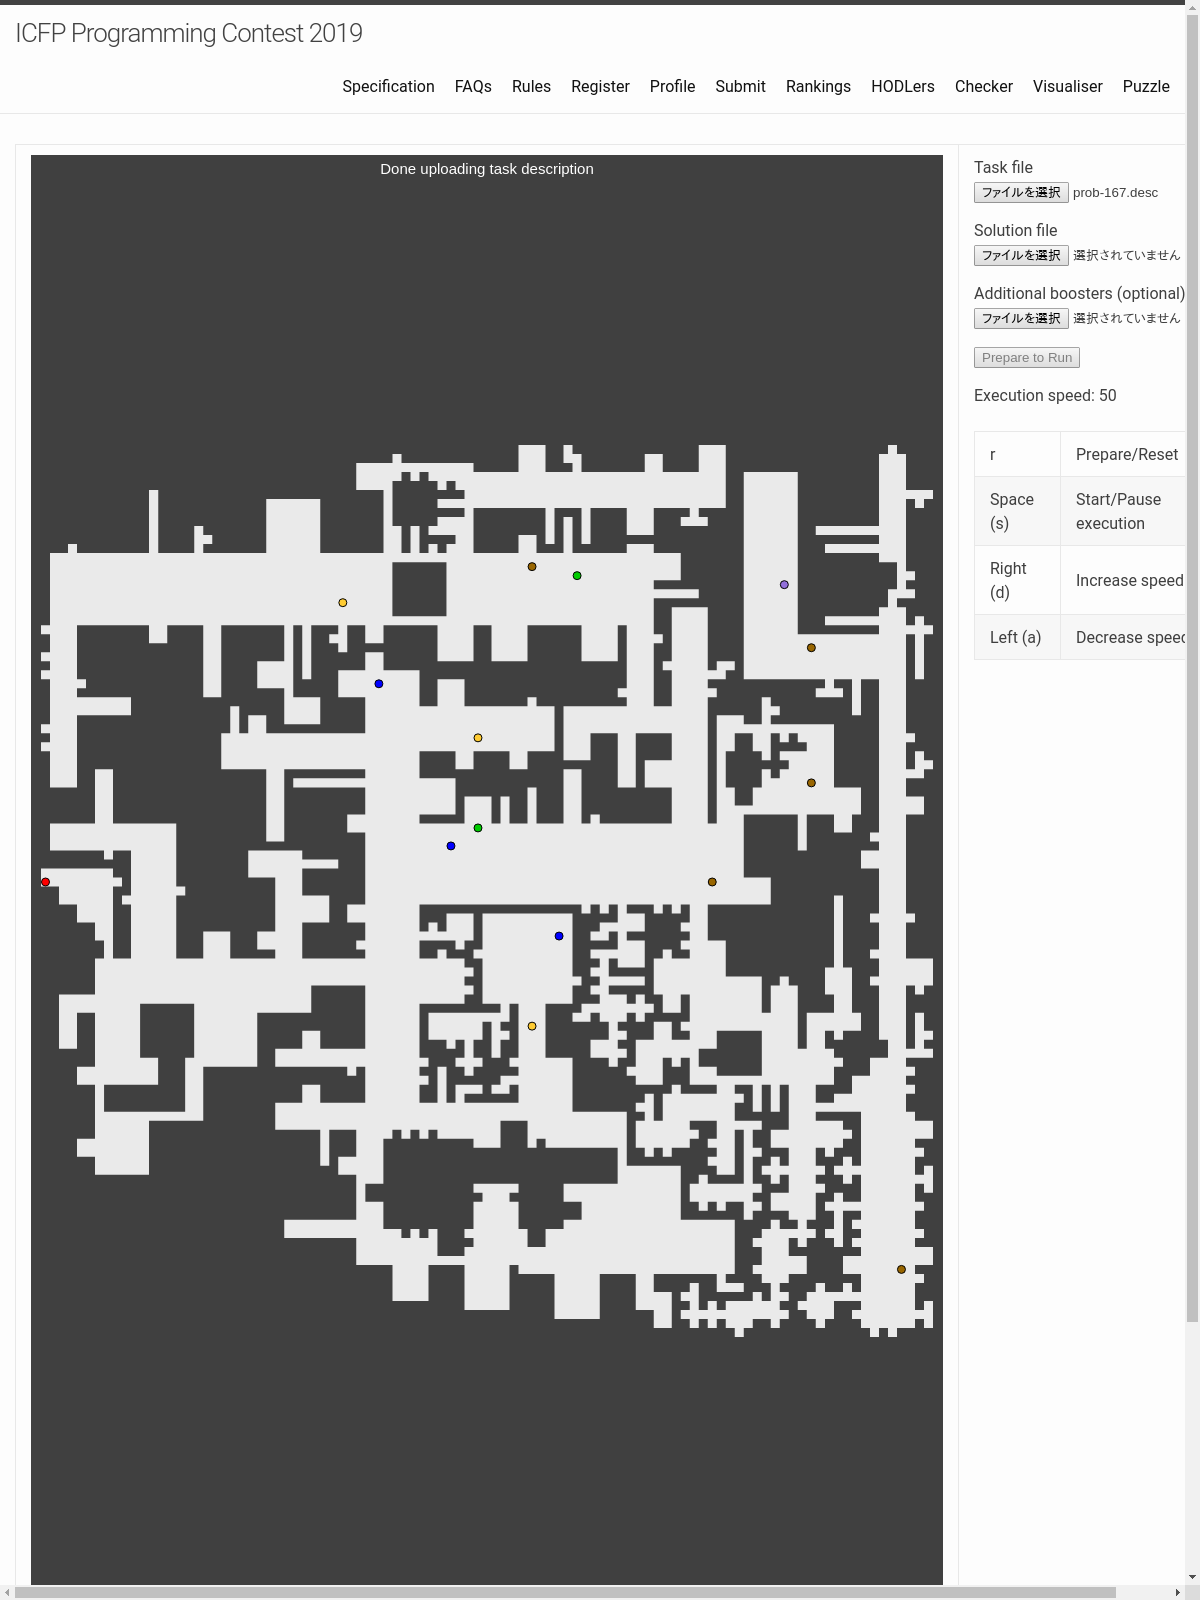 ICFP Programming Contest 2019
Specification FAQs Rules Register Profile Submit Rankings HODLers Checker Visualiser Puzzle
Done uploading task description
Task file
ファイルを選択 prob-167.desc
Solution file
ファイルを選択 選択されていません
Additional boosters (optional)
ファイルを選択 選択されていません
Prepare to Run
Execution speed: 50
r Prepare/Reset
Space (s) Start/Pause execution
Right (d) Increase speed
Left (a) Decrease speed